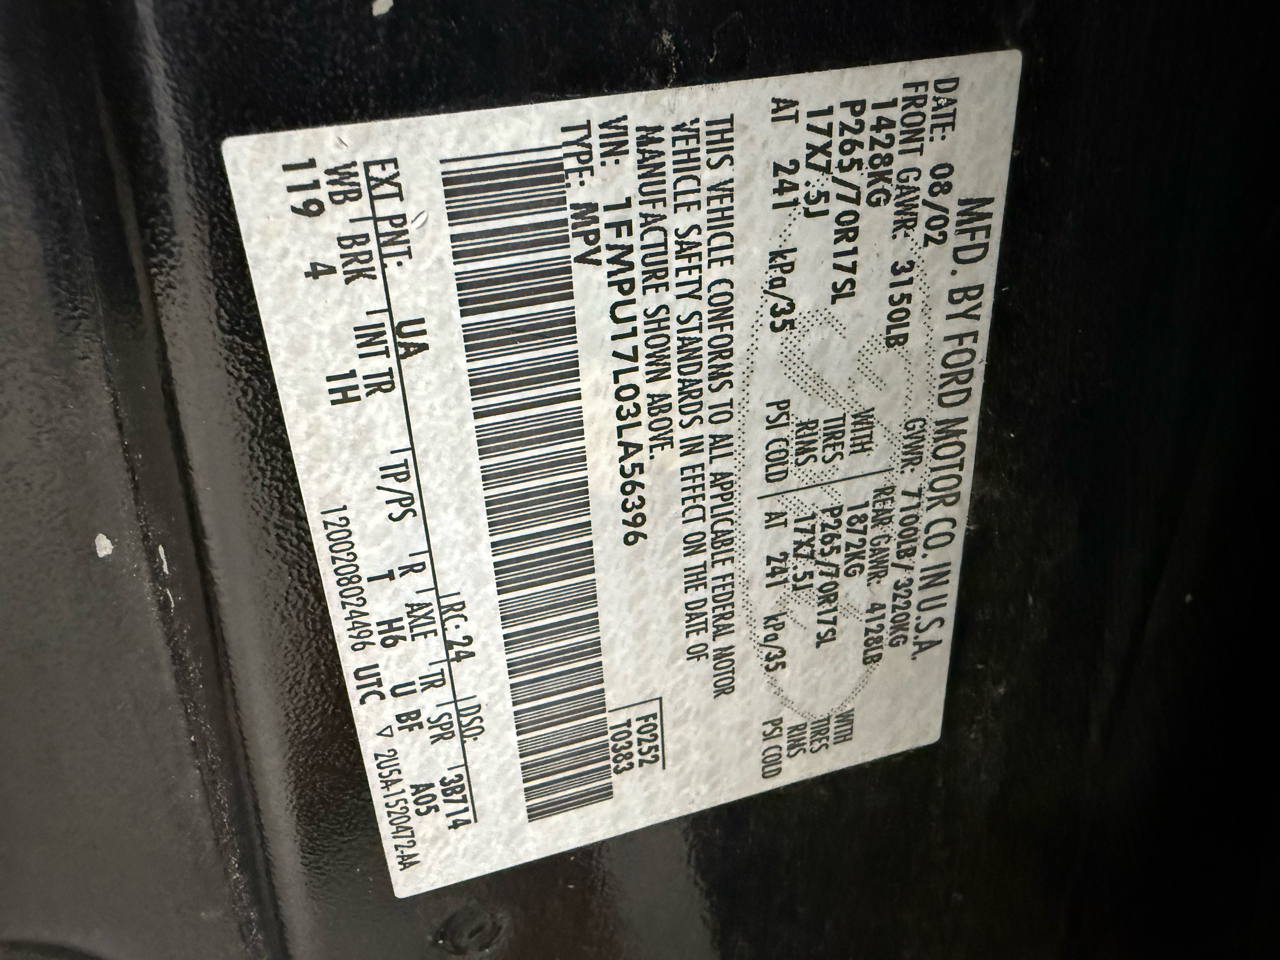 MFD. BY FORD MOTOR CO. IN U.S.A.
DATE: 08/02 GVWR: 7100LB/ 3220KG
FRONT GAWR: 3150LB REAR GAWR: 4128LB
1428KG WITH 1872KG WITH
P265/70R17SL TIRES P265/70R17SL TIRES
17X7.5J RIMS 17X7.5J RIMS
AT 241 kPa/35 PSI COLD AT 241 kPa/35 PSI COLD
THIS VEHICLE CONFORMS TO ALL APPLICABLE FEDERAL MOTOR
VEHICLE SAFETY STANDARDS IN EFFECT ON THE DATE OF
MANUFACTURE SHOWN ABOVE.
VIN: 1FMPU17L03LA56396 F0252
TYPE: MPV T0383
EXT PNT: UA RC: 24 DSO: 3B714
WB BRK INT TR TP/PS R AXLE TR SPR
119 4 1H T H6 U BF A05
1200208024496 UTC ▽ 2U5A-1520472-AA